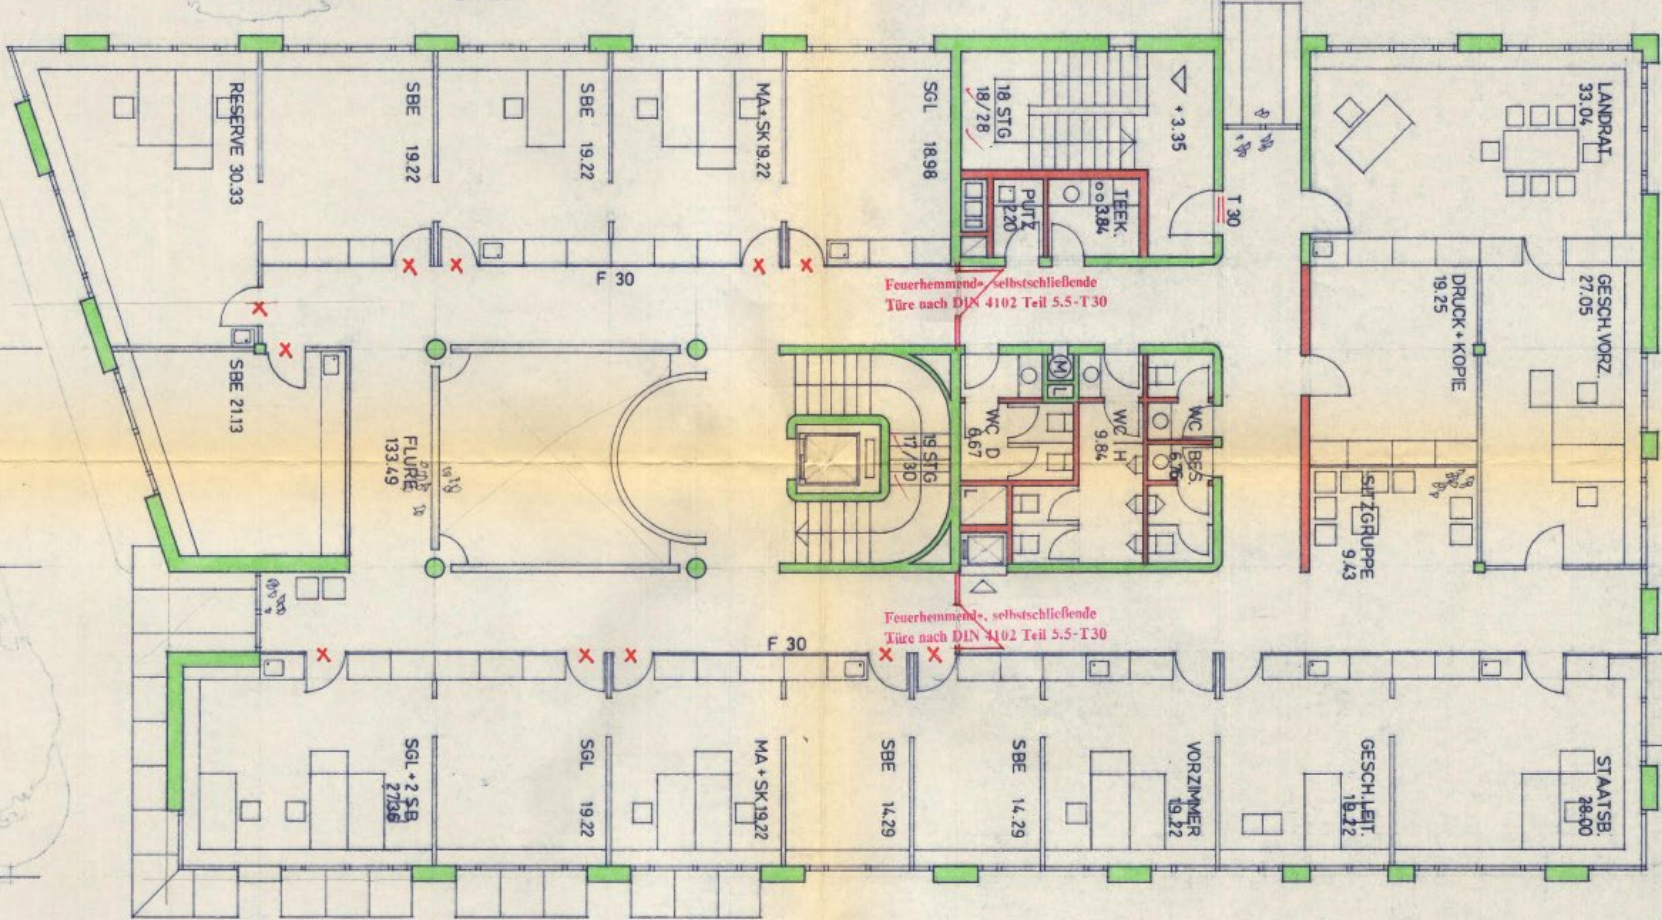 RESERVE 30.33
SBE 19.22
SBE 19.22
MA + SK 19.22
SGL 18.98
18 STG
18/28
+3.35
PUTZ
2.20
TEEK.
3.84
T 30
LANDRAT
33.04
F 30
Feuerhemmende, selbstschließende
Türe nach DIN 4102 Teil 5.5-T30
DRUCK + KOPIE
19.25
GESCH.VORZ.
27.05
SBE 21.13
FLURE
133.49
19 STG
17/30
WC D
6.67
M
L
WC H
9.84
WC BES.
6.76
L
SITZGRUPPE
9.43
Feuerhemmende, selbstschließende
Türe nach DIN 4102 Teil 5.5-T30
F 30
SGL + 2 SB
27.36
SGL 19.22
MA + SK 19.22
SBE 14.29
SBE 14.29
VORZIMMER
19.22
GESCH.LEIT.
19.22
STAATSB.
28.00